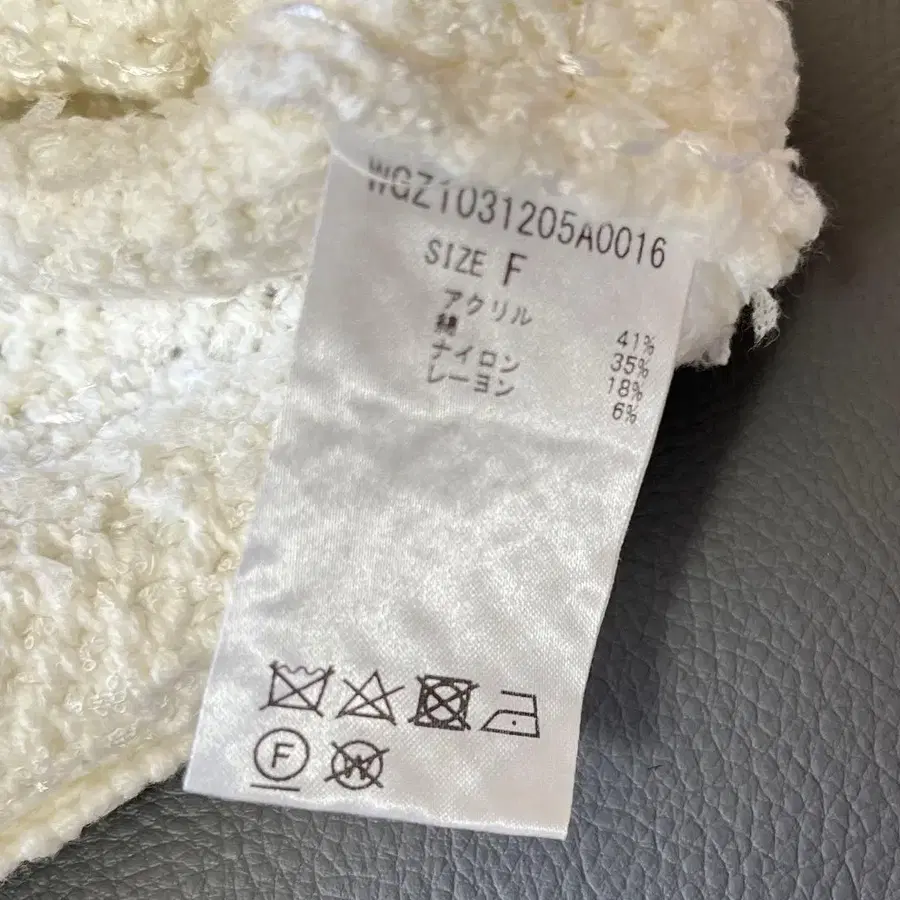 WGZ1031205A0016
SIZE F
アクリル 41%
綿 35%
ナイロン 18%
レーヨン 6%
F W